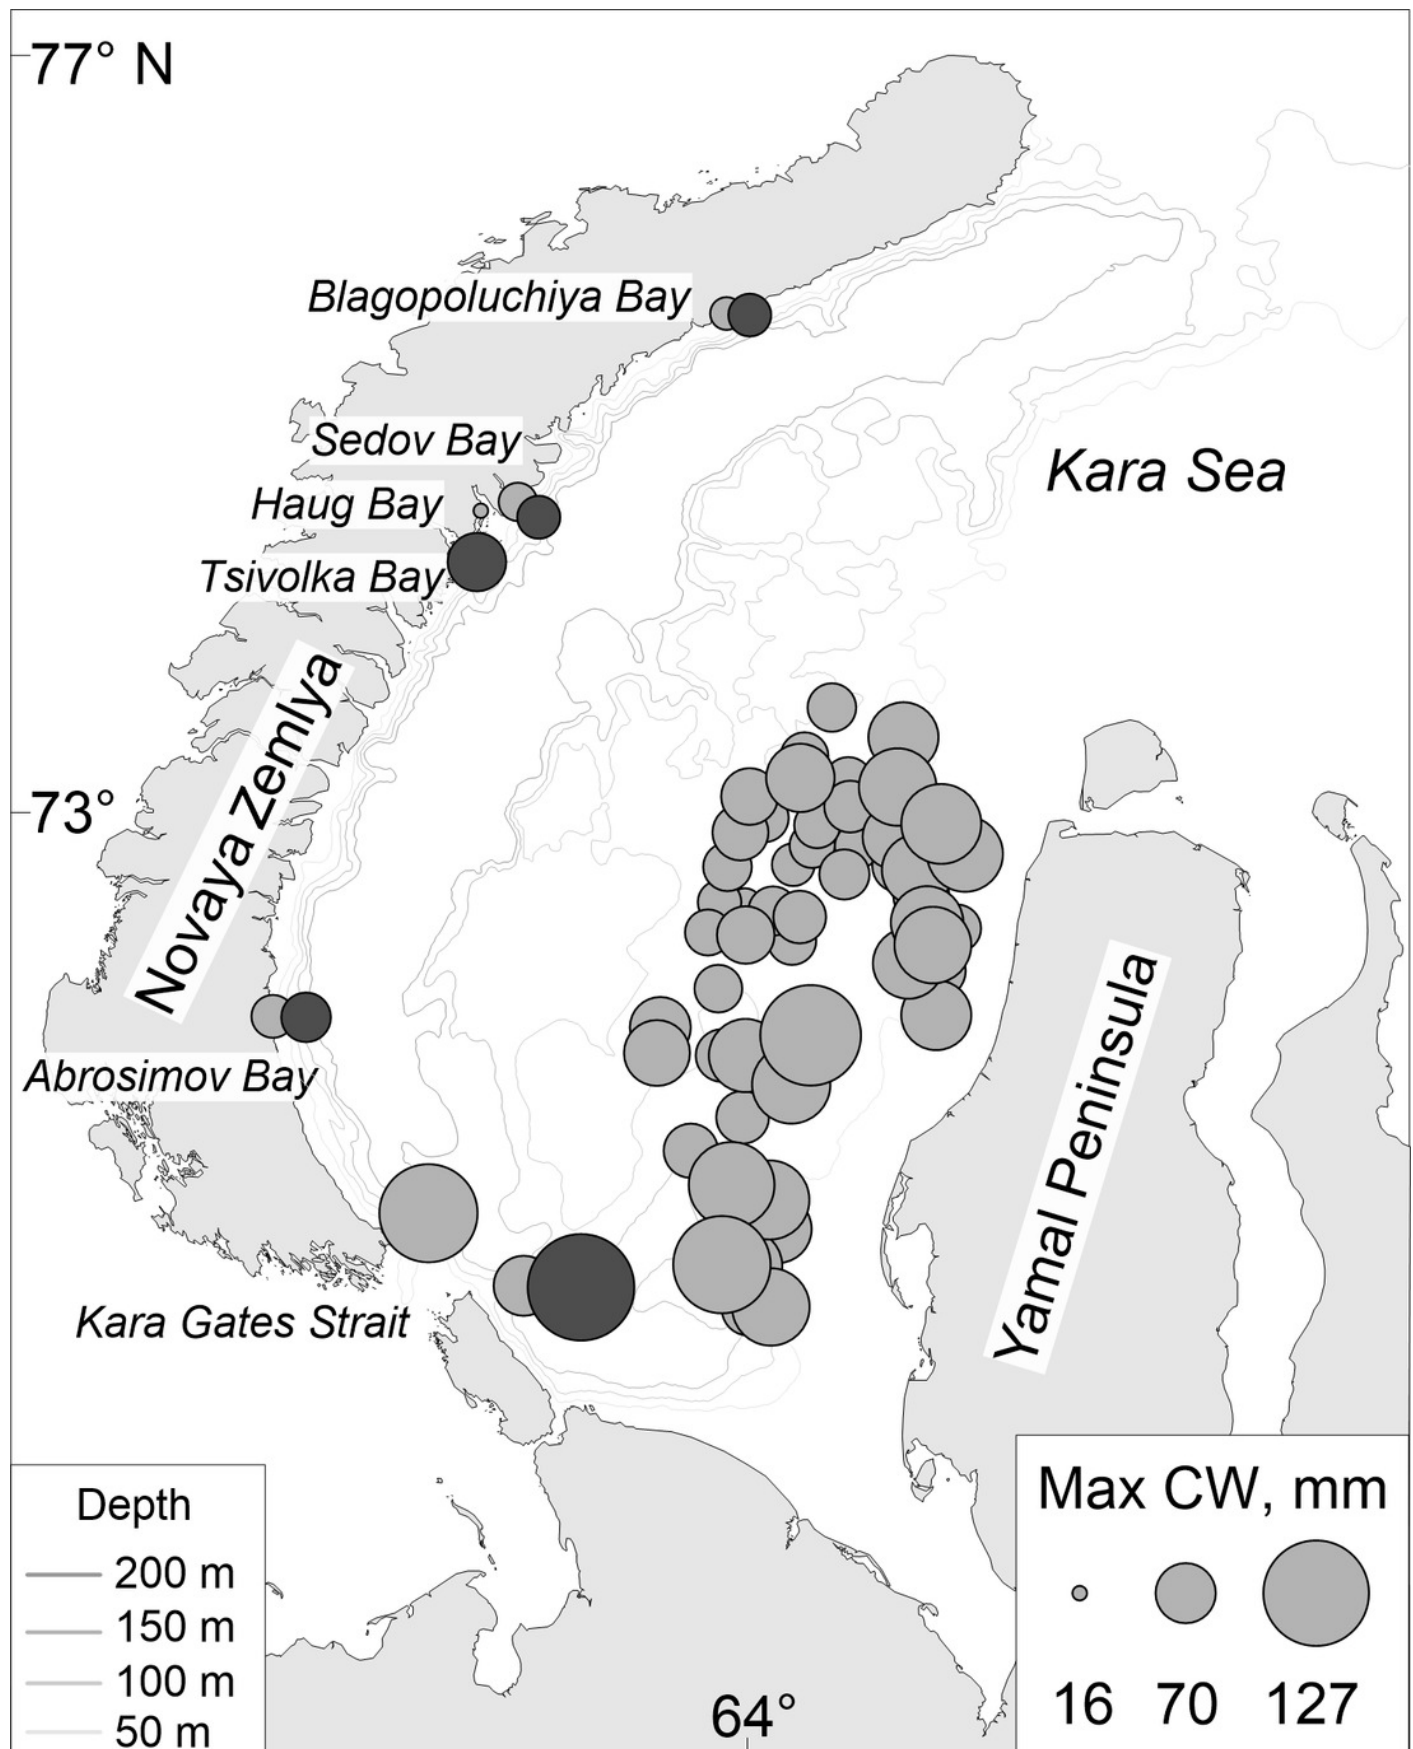 77° N
Blagopoluchiya Bay
Sedov Bay
Kara Sea
Haug Bay
Tsivolka Bay
Novaya Zemlya
73°
Abrosimov Bay
Yamal Peninsula
Kara Gates Strait
Depth
200 m
150 m
100 m
50 m
64°
Max CW, mm
16 70 127